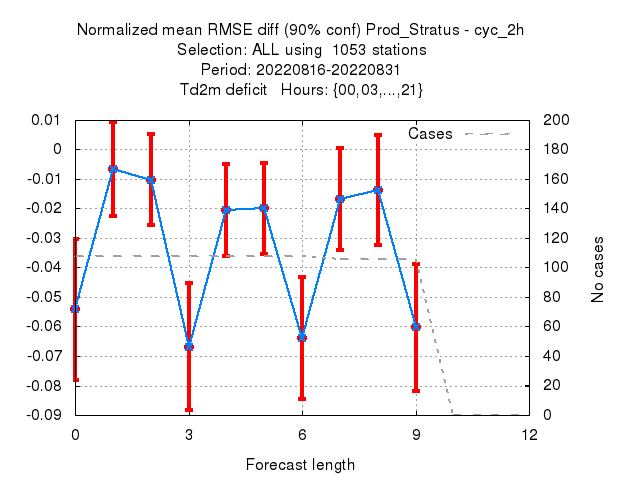 Normalized mean RMSE diff (90% conf) Prod_Stratus - cyc_2h
Selection: ALL using  1053 stations
Period: 20220816-20220831
Td2m deficit   Hours: {00,03,...,21}
Cases
0.01
0
-0.01
-0.02
-0.03
-0.04
-0.05
-0.06
-0.07
-0.08
-0.09
200
180
160
140
120
100
80
60
40
20
0
No cases
0 3 6 9 12
Forecast length